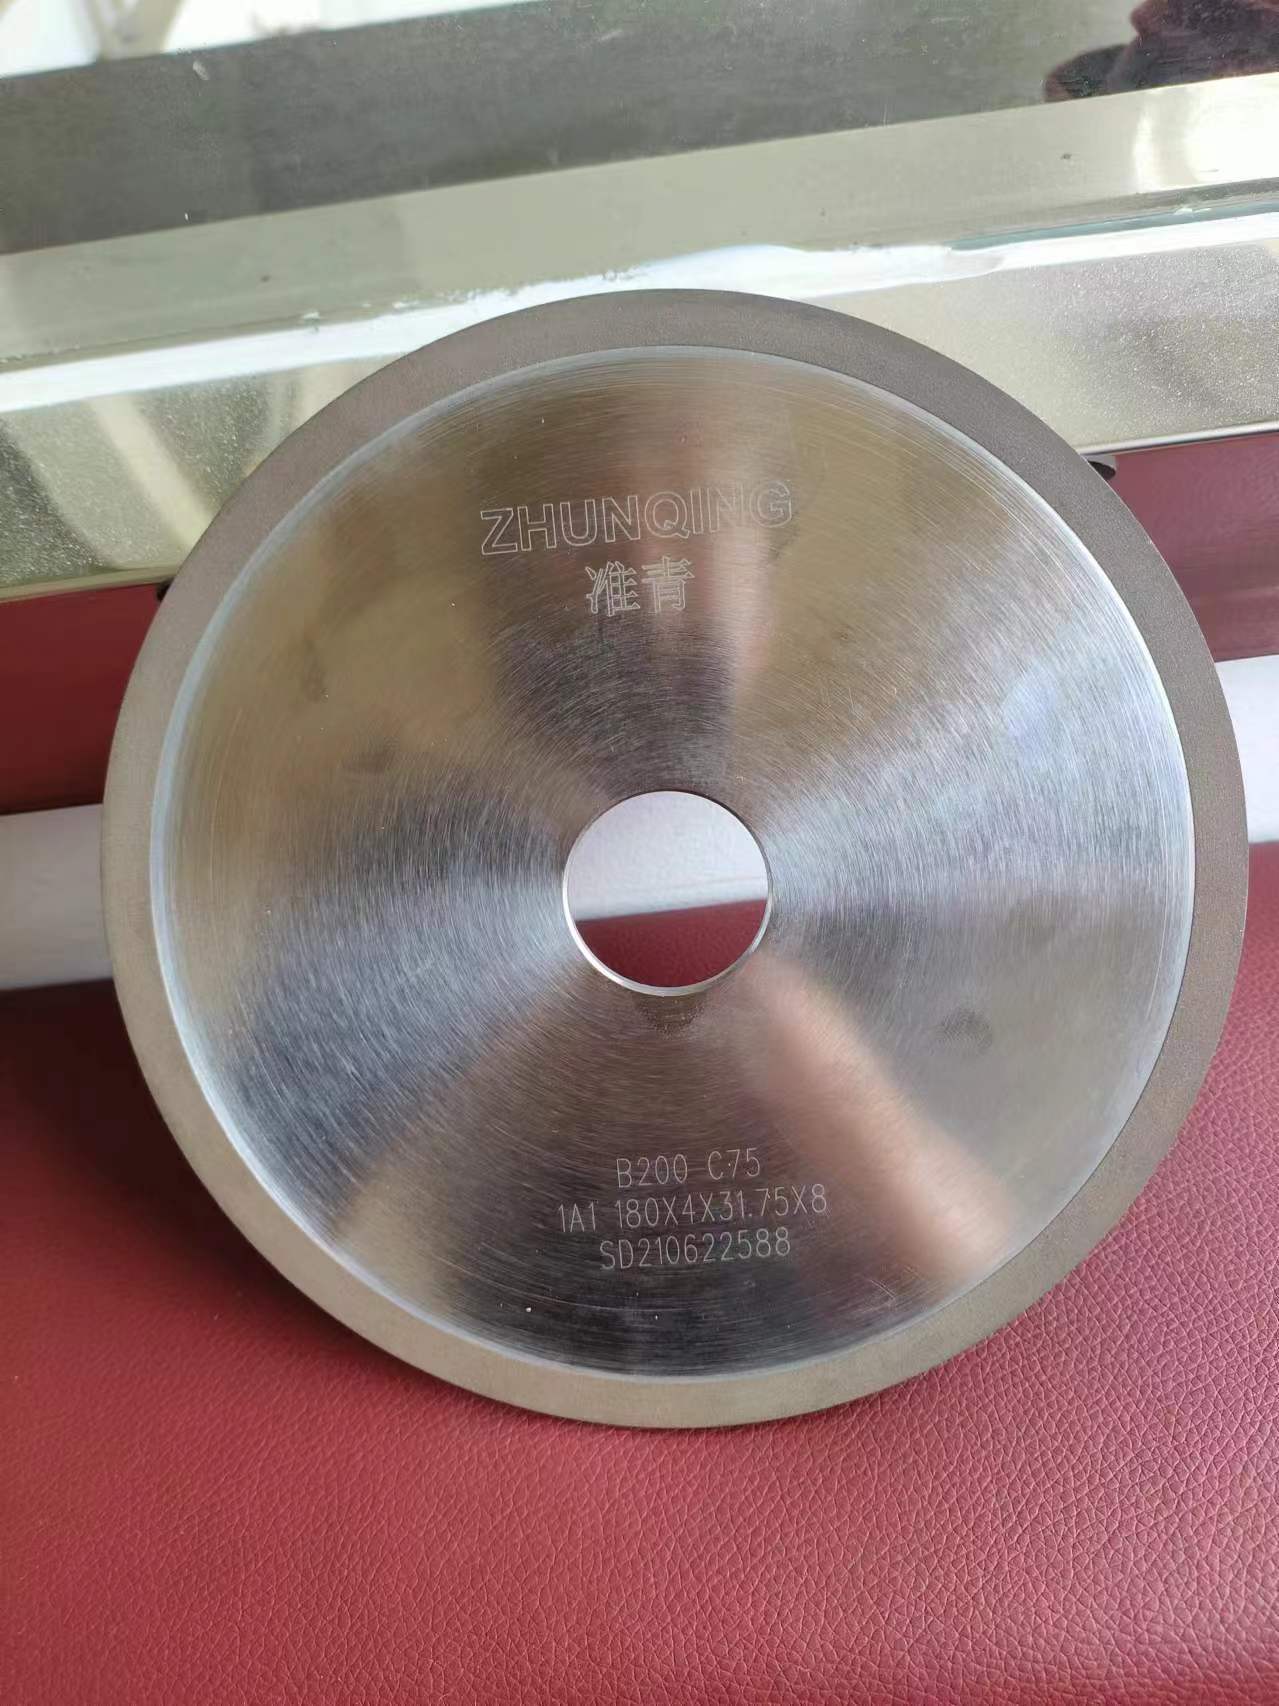 ZHUNQING
准青
B200 C75
1A1 180X4X31.75X8
SD210622588